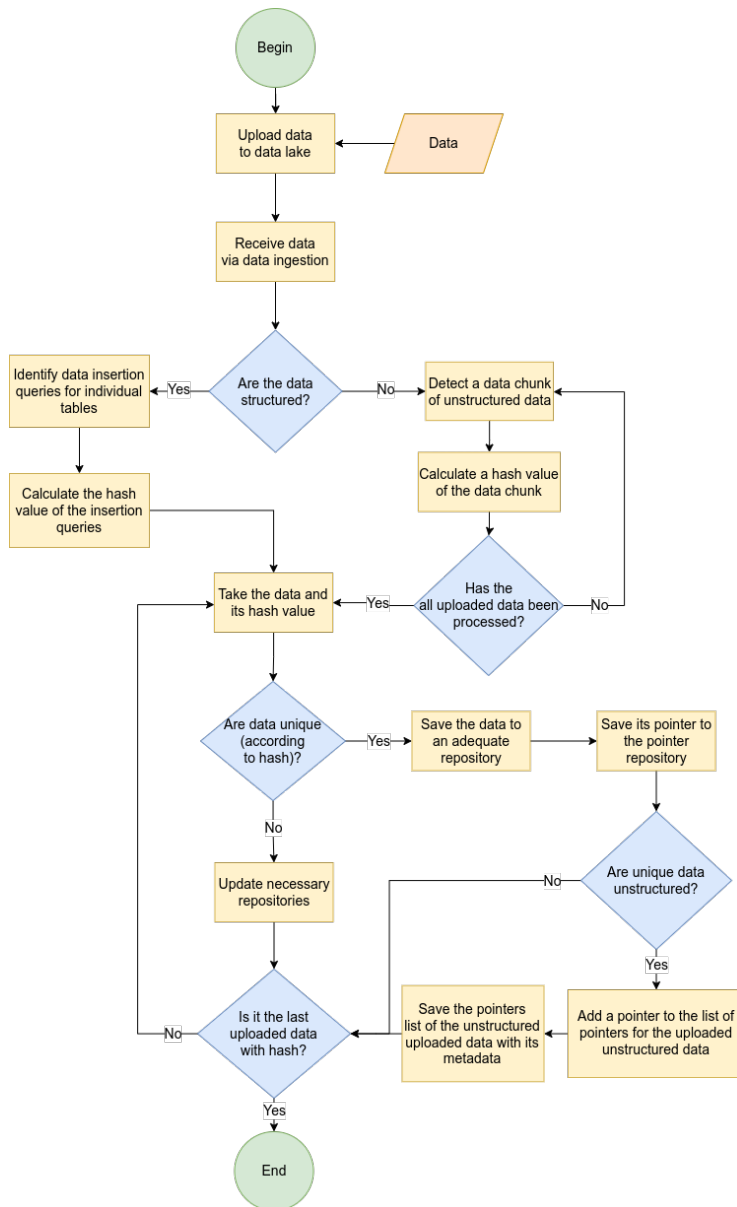 Begin
Upload data
to data lake
Data
Receive data
via data ingestion
Are the data
structured?
Yes
No
Identify data insertion
queries for individual
tables
Detect a data chunk
of unstructured data
Calculate the hash
value of the insertion
queries
Calculate a hash value
of the data chunk
Has the
all uploaded data been
processed?
Yes
No
Take the data and
its hash value
Are data unique
(according
to hash)?
Yes
Save the data to
an adequate
repository
Save its pointer to
the pointer
repository
No
Update necessary
repositories
Are unique data
unstructured?
No
Yes
Is it the last
uploaded data
with hash?
No
Save the pointers
list of the unstructured
uploaded data with its
metadata
Add a pointer to the list of
pointers for the uploaded
unstructured data
Yes
End